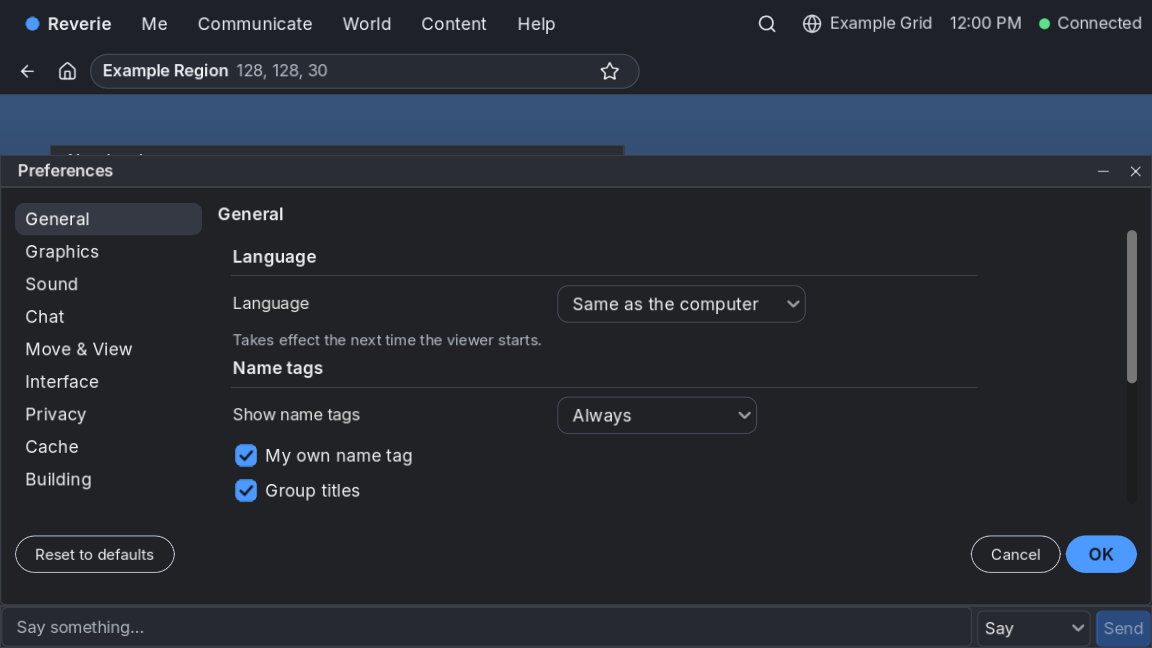 Reverie Me Communicate World Content Help Example Grid 12:00 PM Connected
Example Region 128, 128, 30
Preferences
General
Graphics
Sound
Chat
Move & View
Interface
Privacy
Cache
Building
General
Language
Language Same as the computer
Takes effect the next time the viewer starts.
Name tags
Show name tags Always
My own name tag
Group titles
Reset to defaults Cancel OK
Say something... Say Send